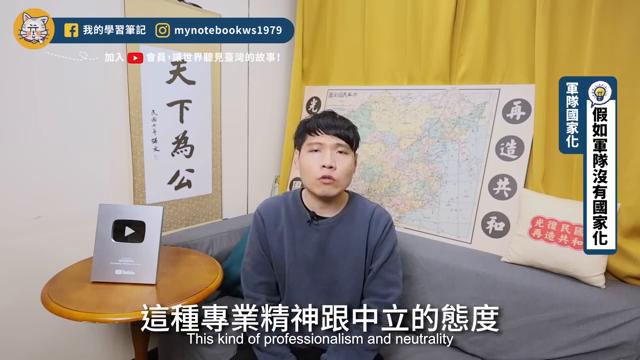 我的學習筆記
mynotebookws1979
加入 會員，讓世界聽見臺灣的故事！
天下為公
軍隊國家化
假如軍隊沒有國家化
光
再造共和
光復民國
再造共和
YouTube
這種專業精神跟中立的態度
This kind of professionalism and neutrality